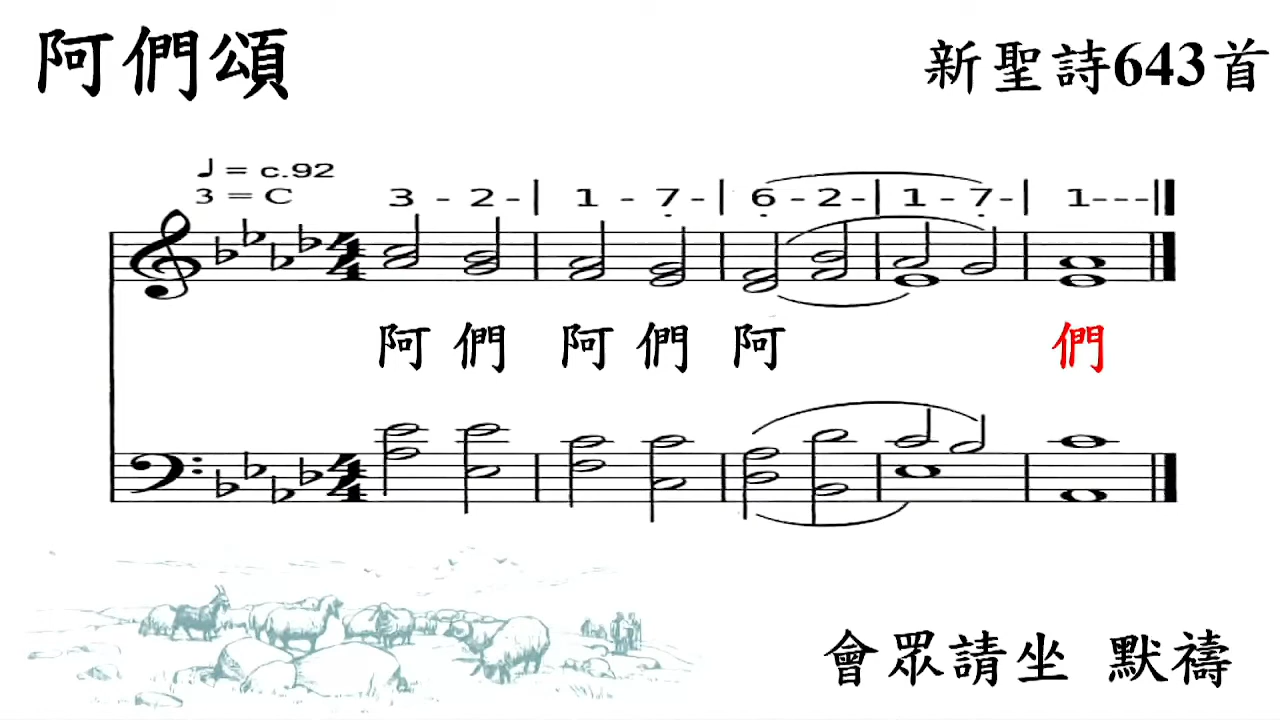 阿們頌
新聖詩643首
♩= c.92
3 = C
3 - 2 - | 1 - 7̣ - | 6̣ - 2 - | 1 - 7̣ - | 1 - - - ‖
阿 們 阿 們 阿 們
會眾請坐 默禱